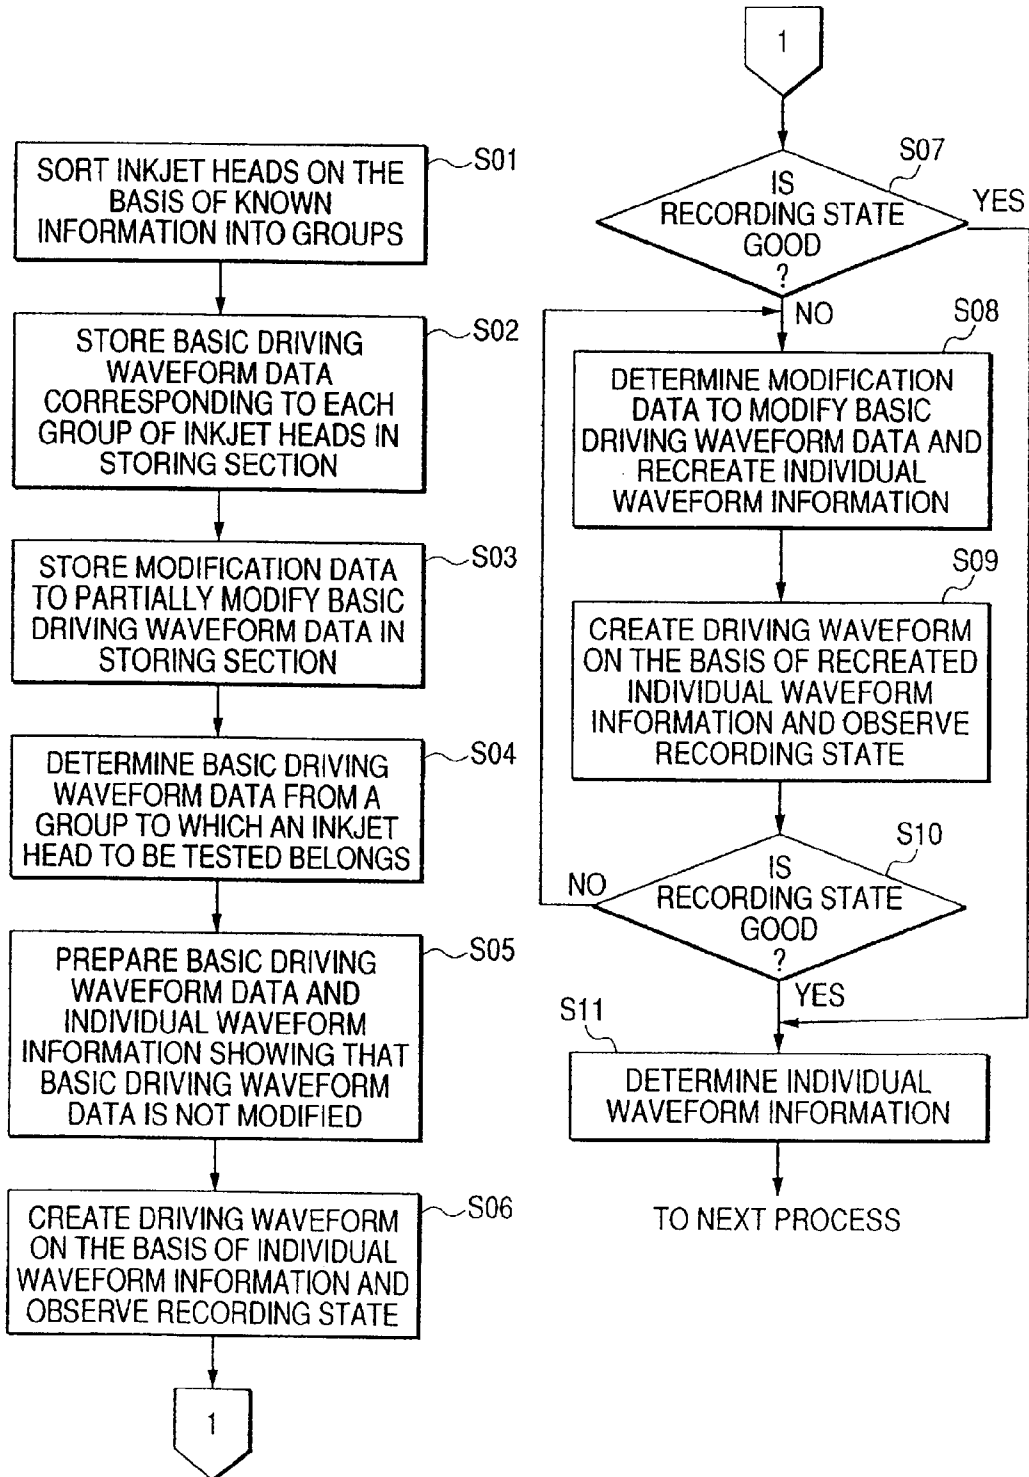 SORT INKJET HEADS ON THE
BASIS OF KNOWN
INFORMATION INTO GROUPS
S01
STORE BASIC DRIVING
WAVEFORM DATA
CORRESPONDING TO EACH
GROUP OF INKJET HEADS IN
STORING SECTION
S02
STORE MODIFICATION DATA
TO PARTIALLY MODIFY BASIC
DRIVING WAVEFORM DATA IN
STORING SECTION
S03
DETERMINE BASIC DRIVING
WAVEFORM DATA FROM A
GROUP TO WHICH AN INKJET
HEAD TO BE TESTED BELONGS
S04
PREPARE BASIC DRIVING
WAVEFORM DATA AND
INDIVIDUAL WAVEFORM
INFORMATION SHOWING THAT
BASIC DRIVING WAVEFORM
DATA IS NOT MODIFIED
S05
CREATE DRIVING WAVEFORM
ON THE BASIS OF INDIVIDUAL
WAVEFORM INFORMATION AND
OBSERVE RECORDING STATE
S06
1
1
S07
IS
RECORDING STATE
GOOD
?
YES
NO
S08
DETERMINE MODIFICATION
DATA TO MODIFY BASIC
DRIVING WAVEFORM DATA AND
RECREATE INDIVIDUAL
WAVEFORM INFORMATION
S09
CREATE DRIVING WAVEFORM
ON THE BASIS OF RECREATED
INDIVIDUAL WAVEFORM
INFORMATION AND OBSERVE
RECORDING STATE
S10
IS
RECORDING STATE
GOOD
?
NO
YES
S11
DETERMINE INDIVIDUAL
WAVEFORM INFORMATION
TO NEXT PROCESS